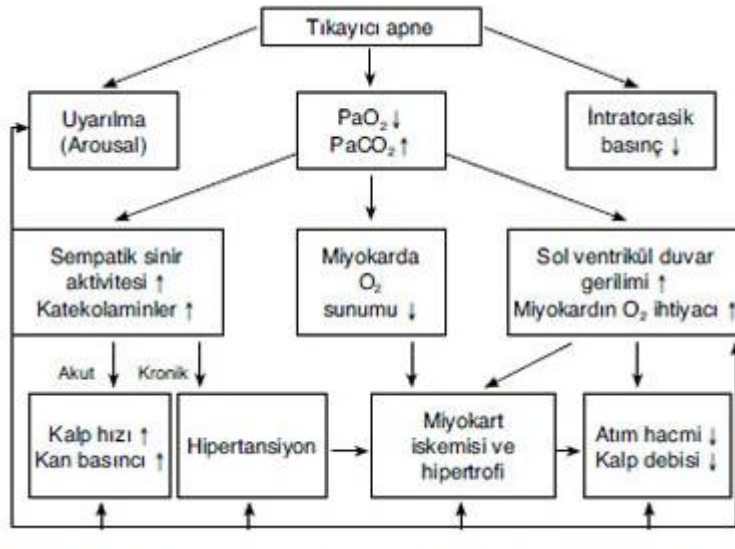 Tıkayıcı apne
Uyarılma
(Arousal)
PaO₂↓
PaCO₂↑
İntratorasik
basınç ↓
Sempatik sinir
aktivitesi ↑
Katekolaminler ↑
Miyokarda
O₂
sunumu ↓
Sol ventrikül duvar
gerilimi ↑
Miyokardın O₂ ihtiyacı ↑
Akut
Kronik
Kalp hızı ↑
Kan basıncı ↑
Hipertansiyon
Miyokart
iskemisi ve
hipertrofi
Atım hacmi ↓
Kalp debisi ↓